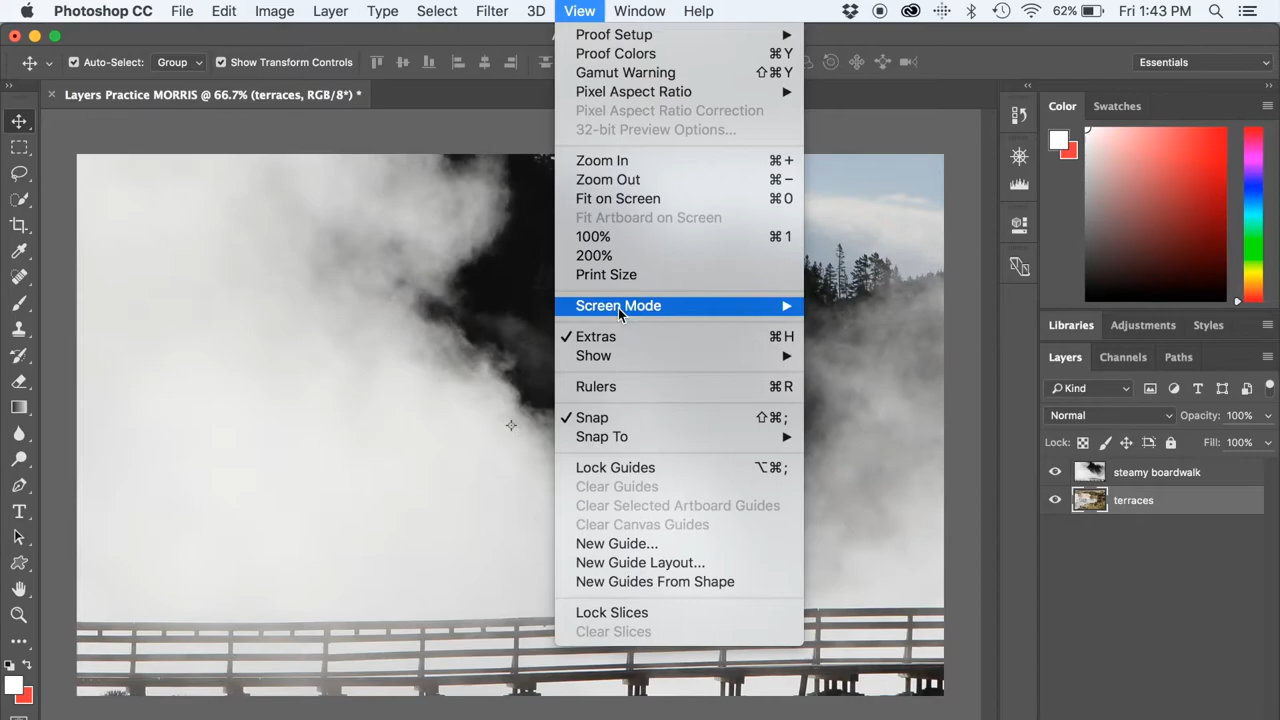 Photoshop CC File Edit Image Layer Type Select Filter 3D View Window Help 62% Fri 1:43 PM
Auto-Select: Group Show Transform Controls Essentials
Layers Practice MORRIS @ 66.7% (terraces, RGB/8*) *
Proof Setup
Proof Colors ⌘Y
Gamut Warning ⇧⌘Y
Pixel Aspect Ratio
Pixel Aspect Ratio Correction
32-bit Preview Options...
Zoom In ⌘+
Zoom Out ⌘−
Fit on Screen ⌘0
Fit Artboard on Screen
100% ⌘1
200%
Print Size
Screen Mode
Extras ⌘H
Show
Rulers ⌘R
Snap ⇧⌘;
Snap To
Lock Guides ⌥⌘;
Clear Guides
Clear Selected Artboard Guides
Clear Canvas Guides
New Guide...
New Guide Layout...
New Guides From Shape
Lock Slices
Clear Slices
Color Swatches
Libraries Adjustments Styles
Layers Channels Paths
Kind
Normal Opacity: 100%
Lock: Fill: 100%
steamy boardwalk
terraces